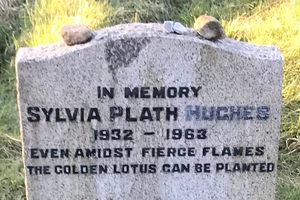 IN MEMORY
SYLVIA PLATH HUGHES
1932 - 1963
EVEN AMIDST FIERCE FLAMES
THE GOLDEN LOTUS CAN BE PLANTED